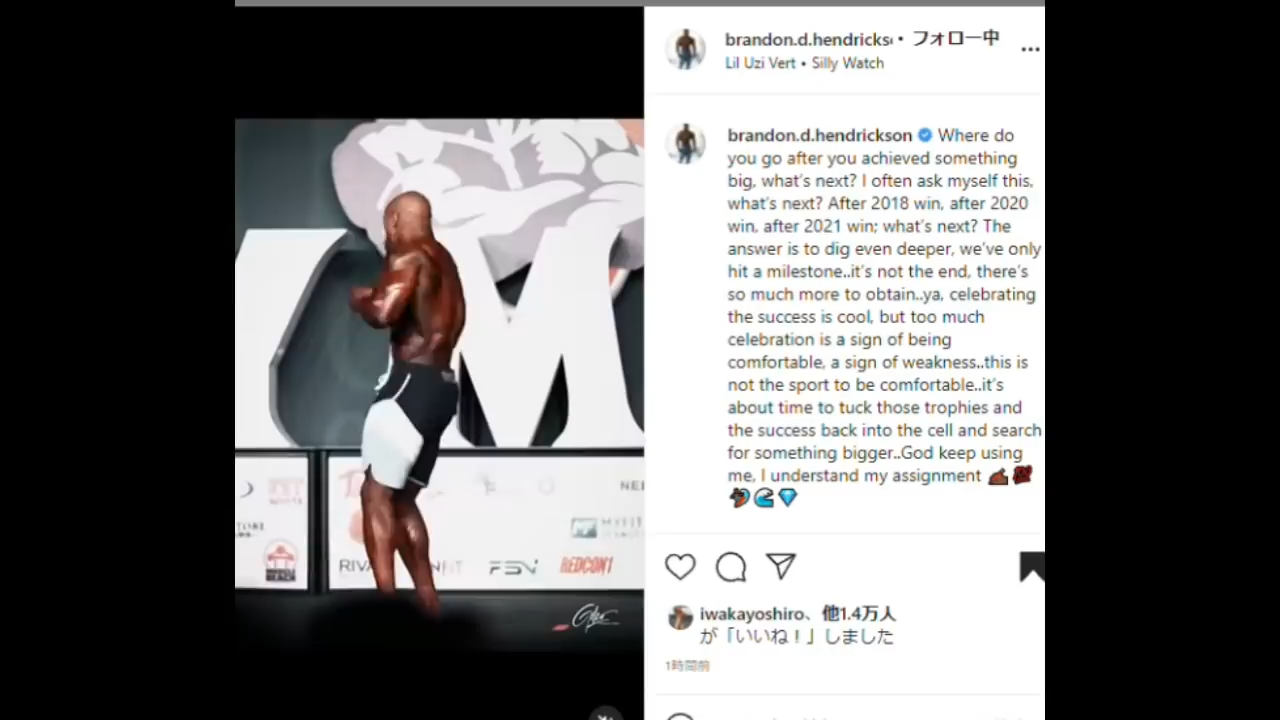 brandon.d.hendricks • フォロー中
Lil Uzi Vert • Silly Watch
brandon.d.hendrickson Where do
you go after you achieved something
big, what's next? I often ask myself this,
what's next? After 2018 win, after 2020
win, after 2021 win; what's next? The
answer is to dig even deeper, we've only
hit a milestone..it's not the end, there's
so much more to obtain..ya, celebrating
the success is cool, but too much
celebration is a sign of being
comfortable, a sign of weakness..this is
not the sport to be comfortable..it's
about time to tuck those trophies and
the success back into the cell and search
for something bigger..God keep using
me, I understand my assignment
iwakayoshiro、他1.4万人
が「いいね！」しました
1時間前
M
RIVA
FSN
REDCON1